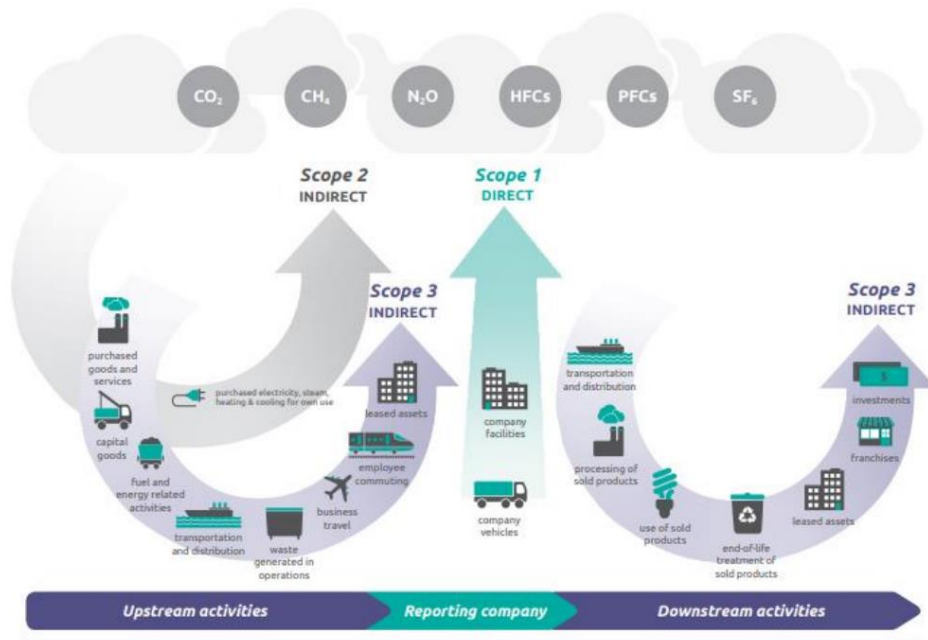 CO₂
CH₄
N₂O
HFCs
PFCs
SF₆
Scope 2
INDIRECT
Scope 1
DIRECT
Scope 3
INDIRECT
Scope 3
INDIRECT
purchased
goods and
services
capital
goods
fuel and
energy related
activities
transportation
and distribution
waste
generated in
operations
business
travel
employee
commuting
leased assets
purchased electricity, steam,
heating & cooling for own use
company
facilities
company
vehicles
transportation
and distribution
processing of
sold products
use of sold
products
end-of-life
treatment of
sold products
leased assets
franchises
$
investments
Upstream activities
Reporting company
Downstream activities